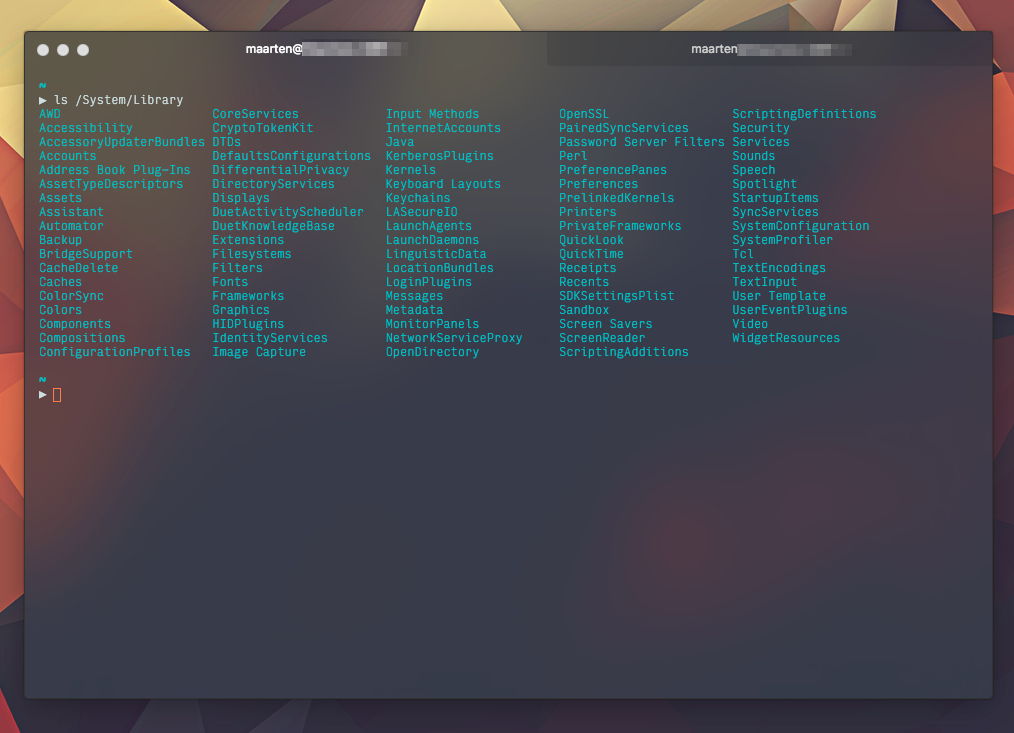 maarten@ maarten
~
▶ ls /System/Library
AWD CoreServices Input Methods OpenSSL ScriptingDefinitions
Accessibility CryptoTokenKit InternetAccounts PairedSyncServices Security
AccessoryUpdaterBundles DTDs Java Password Server Filters Services
Accounts DefaultsConfigurations KerberosPlugins Perl Sounds
Address Book Plug-Ins DifferentialPrivacy Kernels PreferencePanes Speech
AssetTypeDescriptors DirectoryServices Keyboard Layouts Preferences Spotlight
Assets Displays Keychains PrelinkedKernels StartupItems
Assistant DuetActivityScheduler LASecureIO Printers SyncServices
Automator DuetKnowledgeBase LaunchAgents PrivateFrameworks SystemConfiguration
Backup Extensions LaunchDaemons QuickLook SystemProfiler
BridgeSupport Filesystems LinguisticData QuickTime Tcl
CacheDelete Filters LocationBundles Receipts TextEncodings
Caches Fonts LoginPlugins Recents TextInput
ColorSync Frameworks Messages SDKSettingsPlist User Template
Colors Graphics Metadata Sandbox UserEventPlugins
Components HIDPlugins MonitorPanels Screen Savers Video
Compositions IdentityServices NetworkServiceProxy ScreenReader WidgetResources
ConfigurationProfiles Image Capture OpenDirectory ScriptingAdditions
~
▶